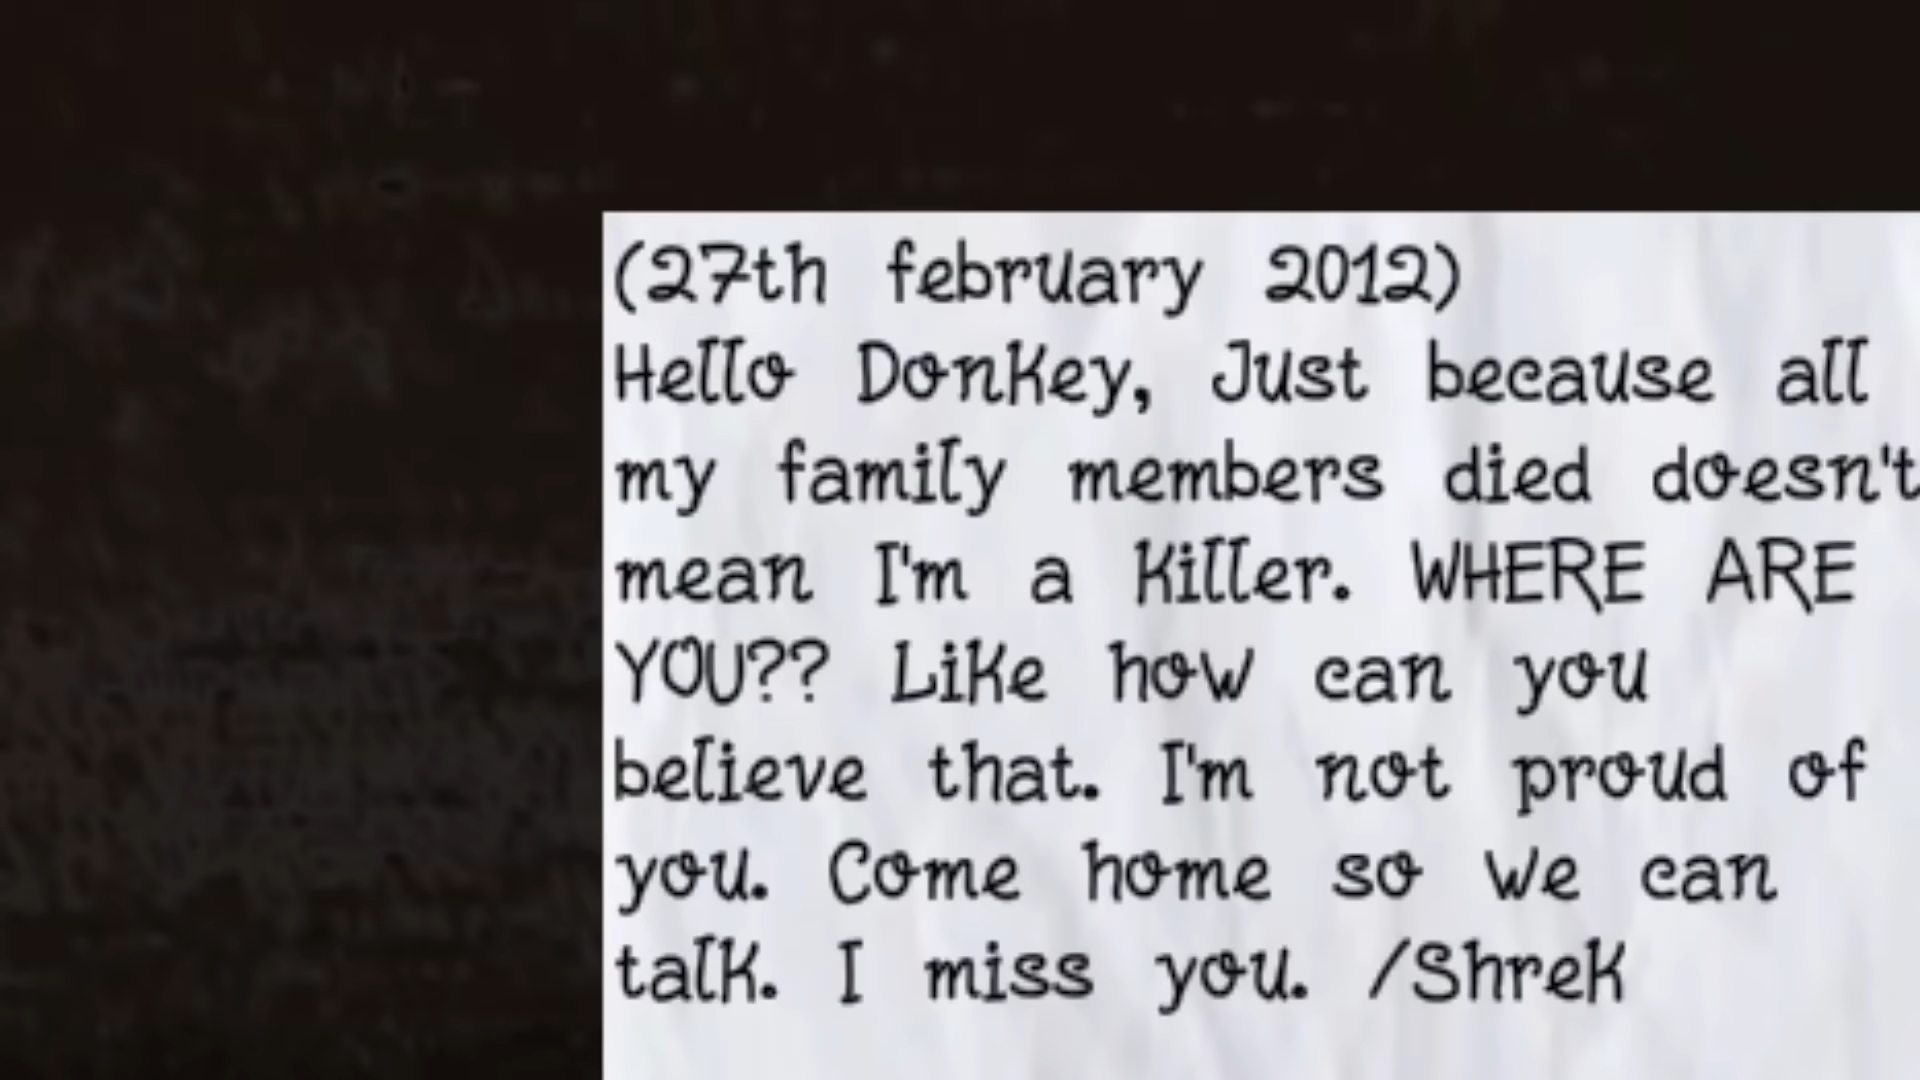 (27th february 2012)
Hello Donkey, Just because all
my family members died doesn't
mean I'm a killer. WHERE ARE
YOU?? Like how can you
believe that. I'm not proud of
you. Come home so we can
talk. I miss you. /Shrek